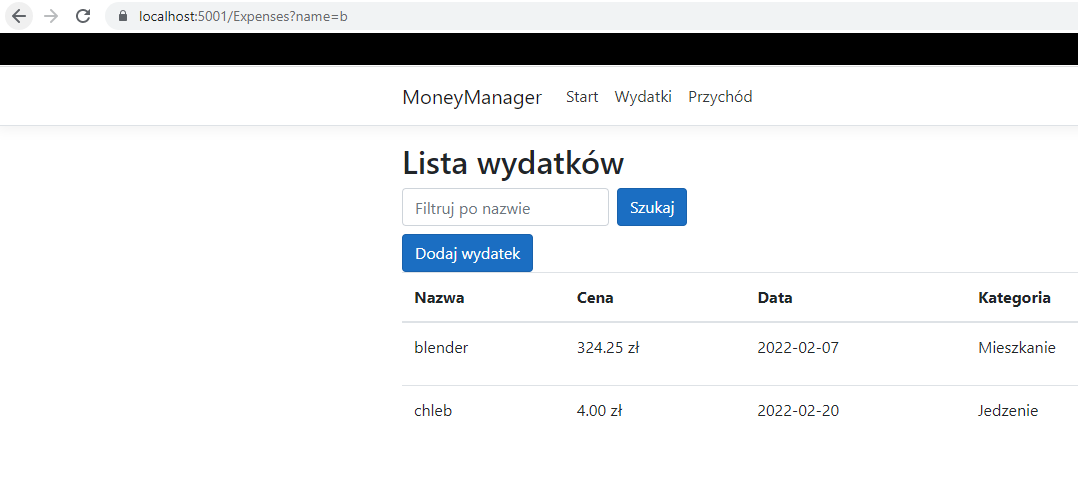 localhost:5001/Expenses?name=b
MoneyManager Start Wydatki Przychód
Lista wydatków
Filtruj po nazwie Szukaj
Dodaj wydatek
Nazwa Cena Data Kategoria
blender 324.25 zł 2022-02-07 Mieszkanie
chleb 4.00 zł 2022-02-20 Jedzenie